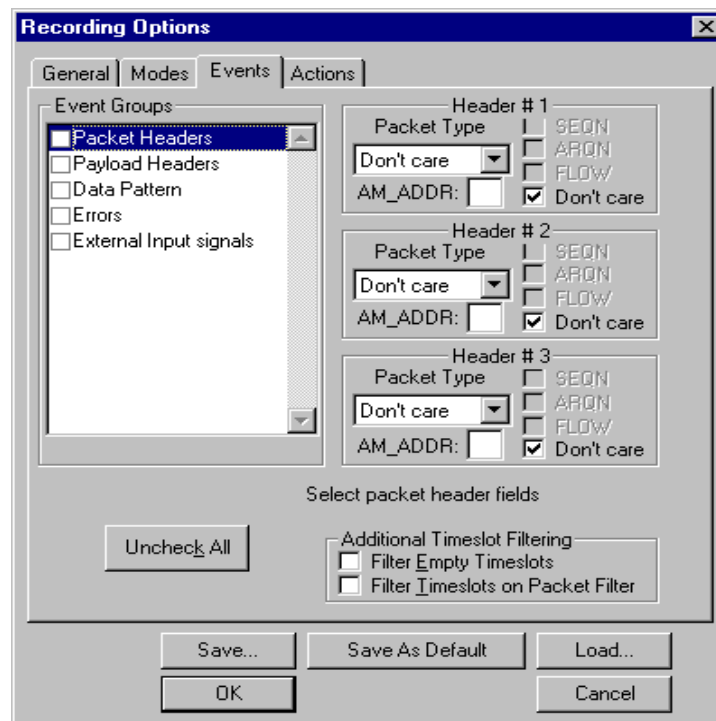 Recording Options
General
Modes
Events
Actions
Event Groups
Packet Headers
Payload Headers
Data Pattern
Errors
External Input signals
Header # 1
Packet Type
Don't care
AM_ADDR:
SEQN
ARQN
FLOW
Don't care
Header # 2
Packet Type
Don't care
AM_ADDR:
SEQN
ARQN
FLOW
Don't care
Header # 3
Packet Type
Don't care
AM_ADDR:
SEQN
ARQN
FLOW
Don't care
Select packet header fields
Uncheck All
Additional Timeslot Filtering
Filter Empty Timeslots
Filter Timeslots on Packet Filter
Save...
Save As Default
Load...
OK
Cancel